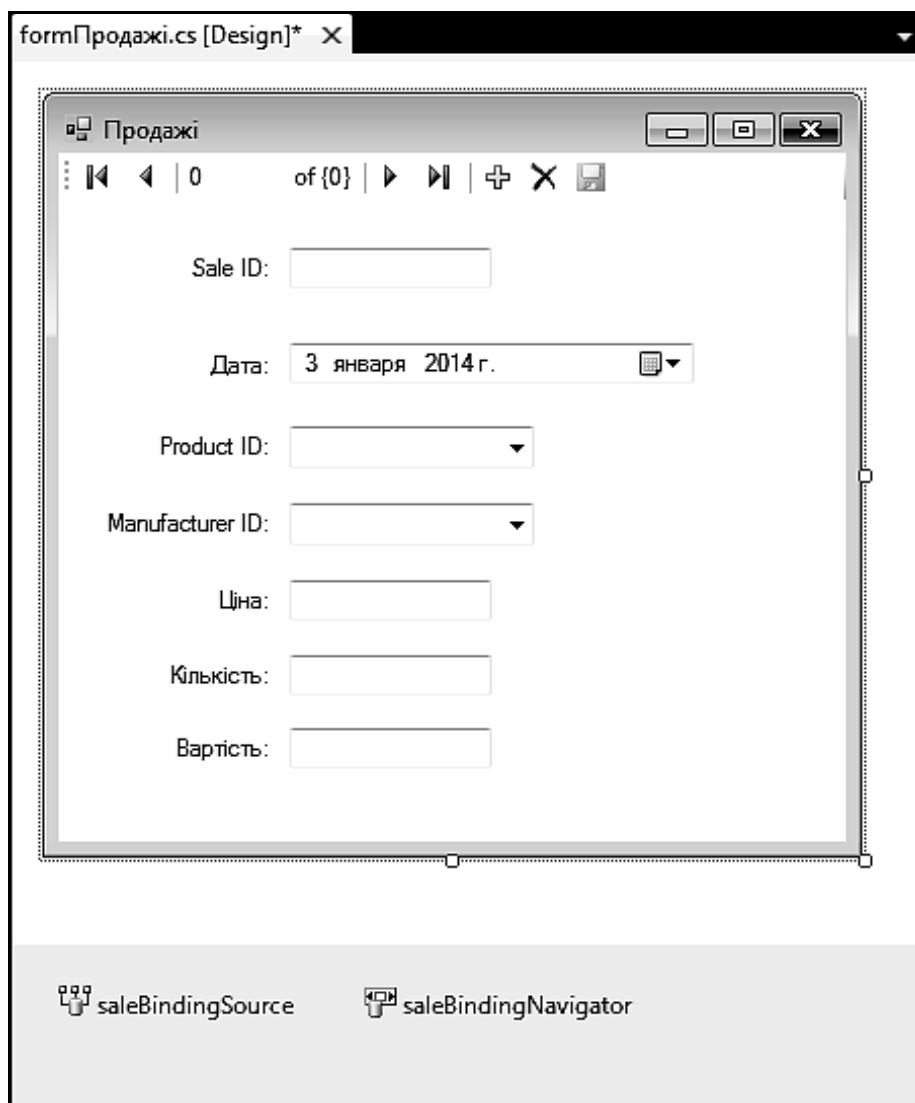 formПродажі.cs [Design]*
Продажі
0 of {0}
Sale ID:
Дата: 3 января 2014 г.
Product ID:
Manufacturer ID:
Ціна:
Кількість:
Вартість:
saleBindingSource saleBindingNavigator